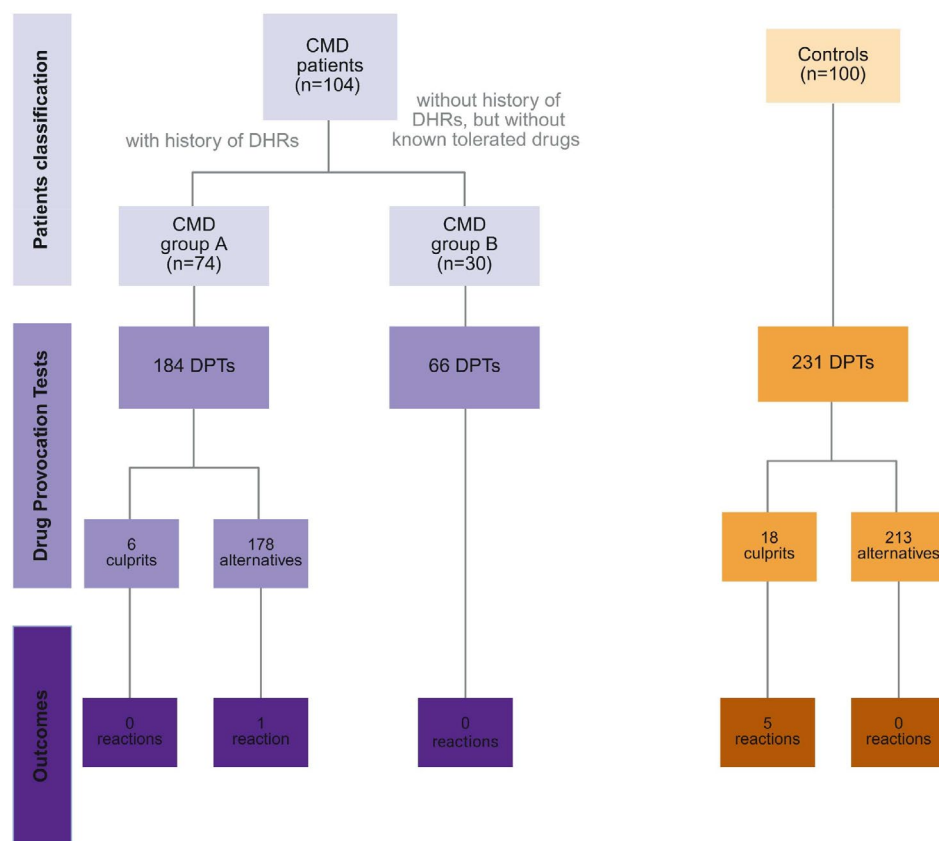 Patients classification
CMD
patients
(n=104)
Controls
(n=100)
with history of DHRs
without history of
DHRs, but without
known tolerated drugs
CMD
group A
(n=74)
CMD
group B
(n=30)
Drug Provocation Tests
184 DPTs
66 DPTs
231 DPTs
6
culprits
178
alternatives
18
culprits
213
alternatives
Outcomes
0
reactions
1
reaction
0
reactions
5
reactions
0
reactions